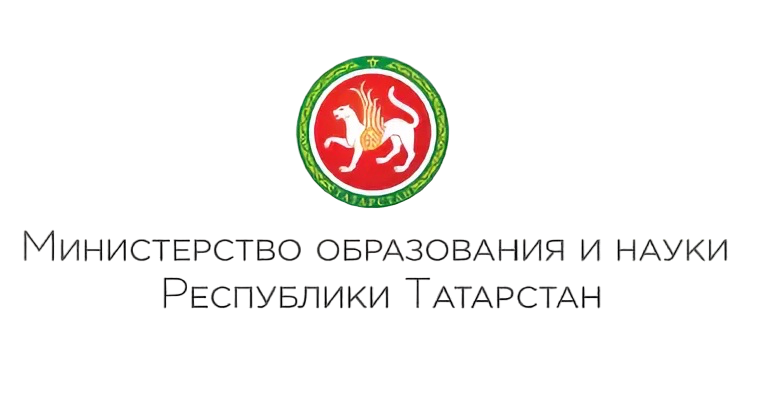 ТАТАРСТАН
Министерство образования и науки
Республики Татарстан